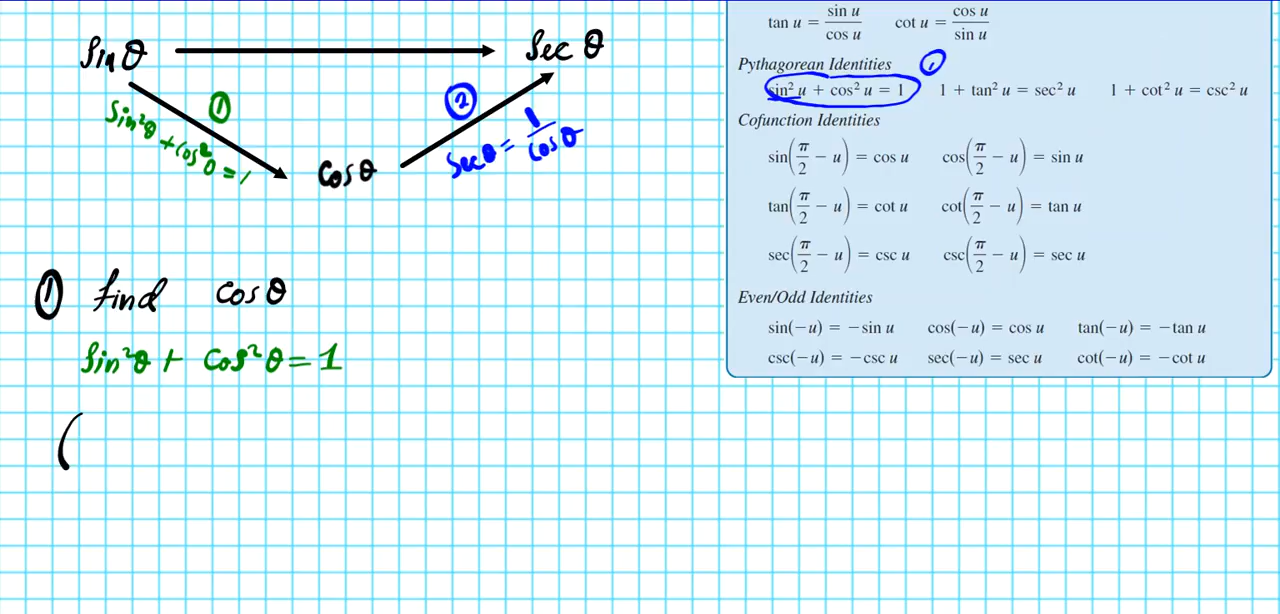 sin θ
sec θ
①
sin²θ + cos²θ = 1
②
sec θ = 1/cos θ
cos θ
① find cos θ
sin²θ + cos²θ = 1
(
tan u = sin u/cos u cot u = cos u/sin u
Pythagorean Identities
sin² u + cos² u = 1 1 + tan² u = sec² u 1 + cot² u = csc² u
Cofunction Identities
sin(π/2 − u) = cos u cos(π/2 − u) = sin u
tan(π/2 − u) = cot u cot(π/2 − u) = tan u
sec(π/2 − u) = csc u csc(π/2 − u) = sec u
Even/Odd Identities
sin(−u) = −sin u cos(−u) = cos u tan(−u) = −tan u
csc(−u) = −csc u sec(−u) = sec u cot(−u) = −cot u